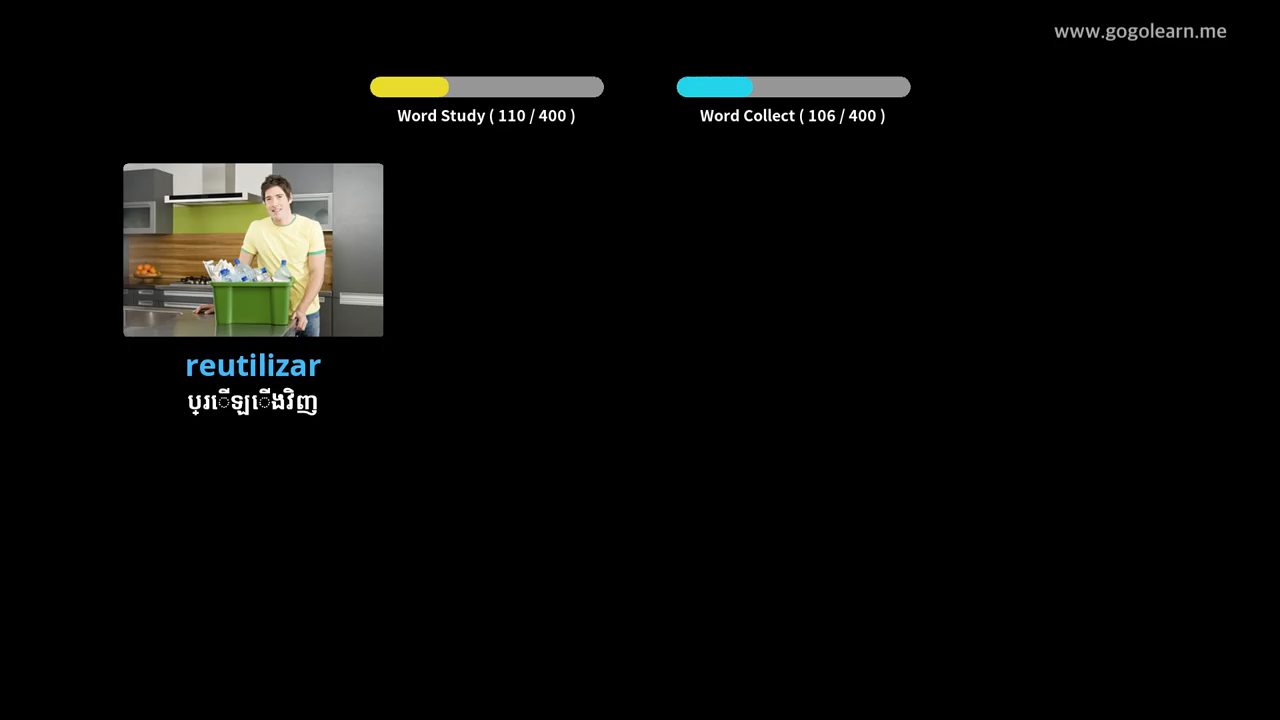 www.gogolearn.me
Word Study ( 110 / 400 )
Word Collect ( 106 / 400 )
reutilizar
ប្រើឡើងវិញ